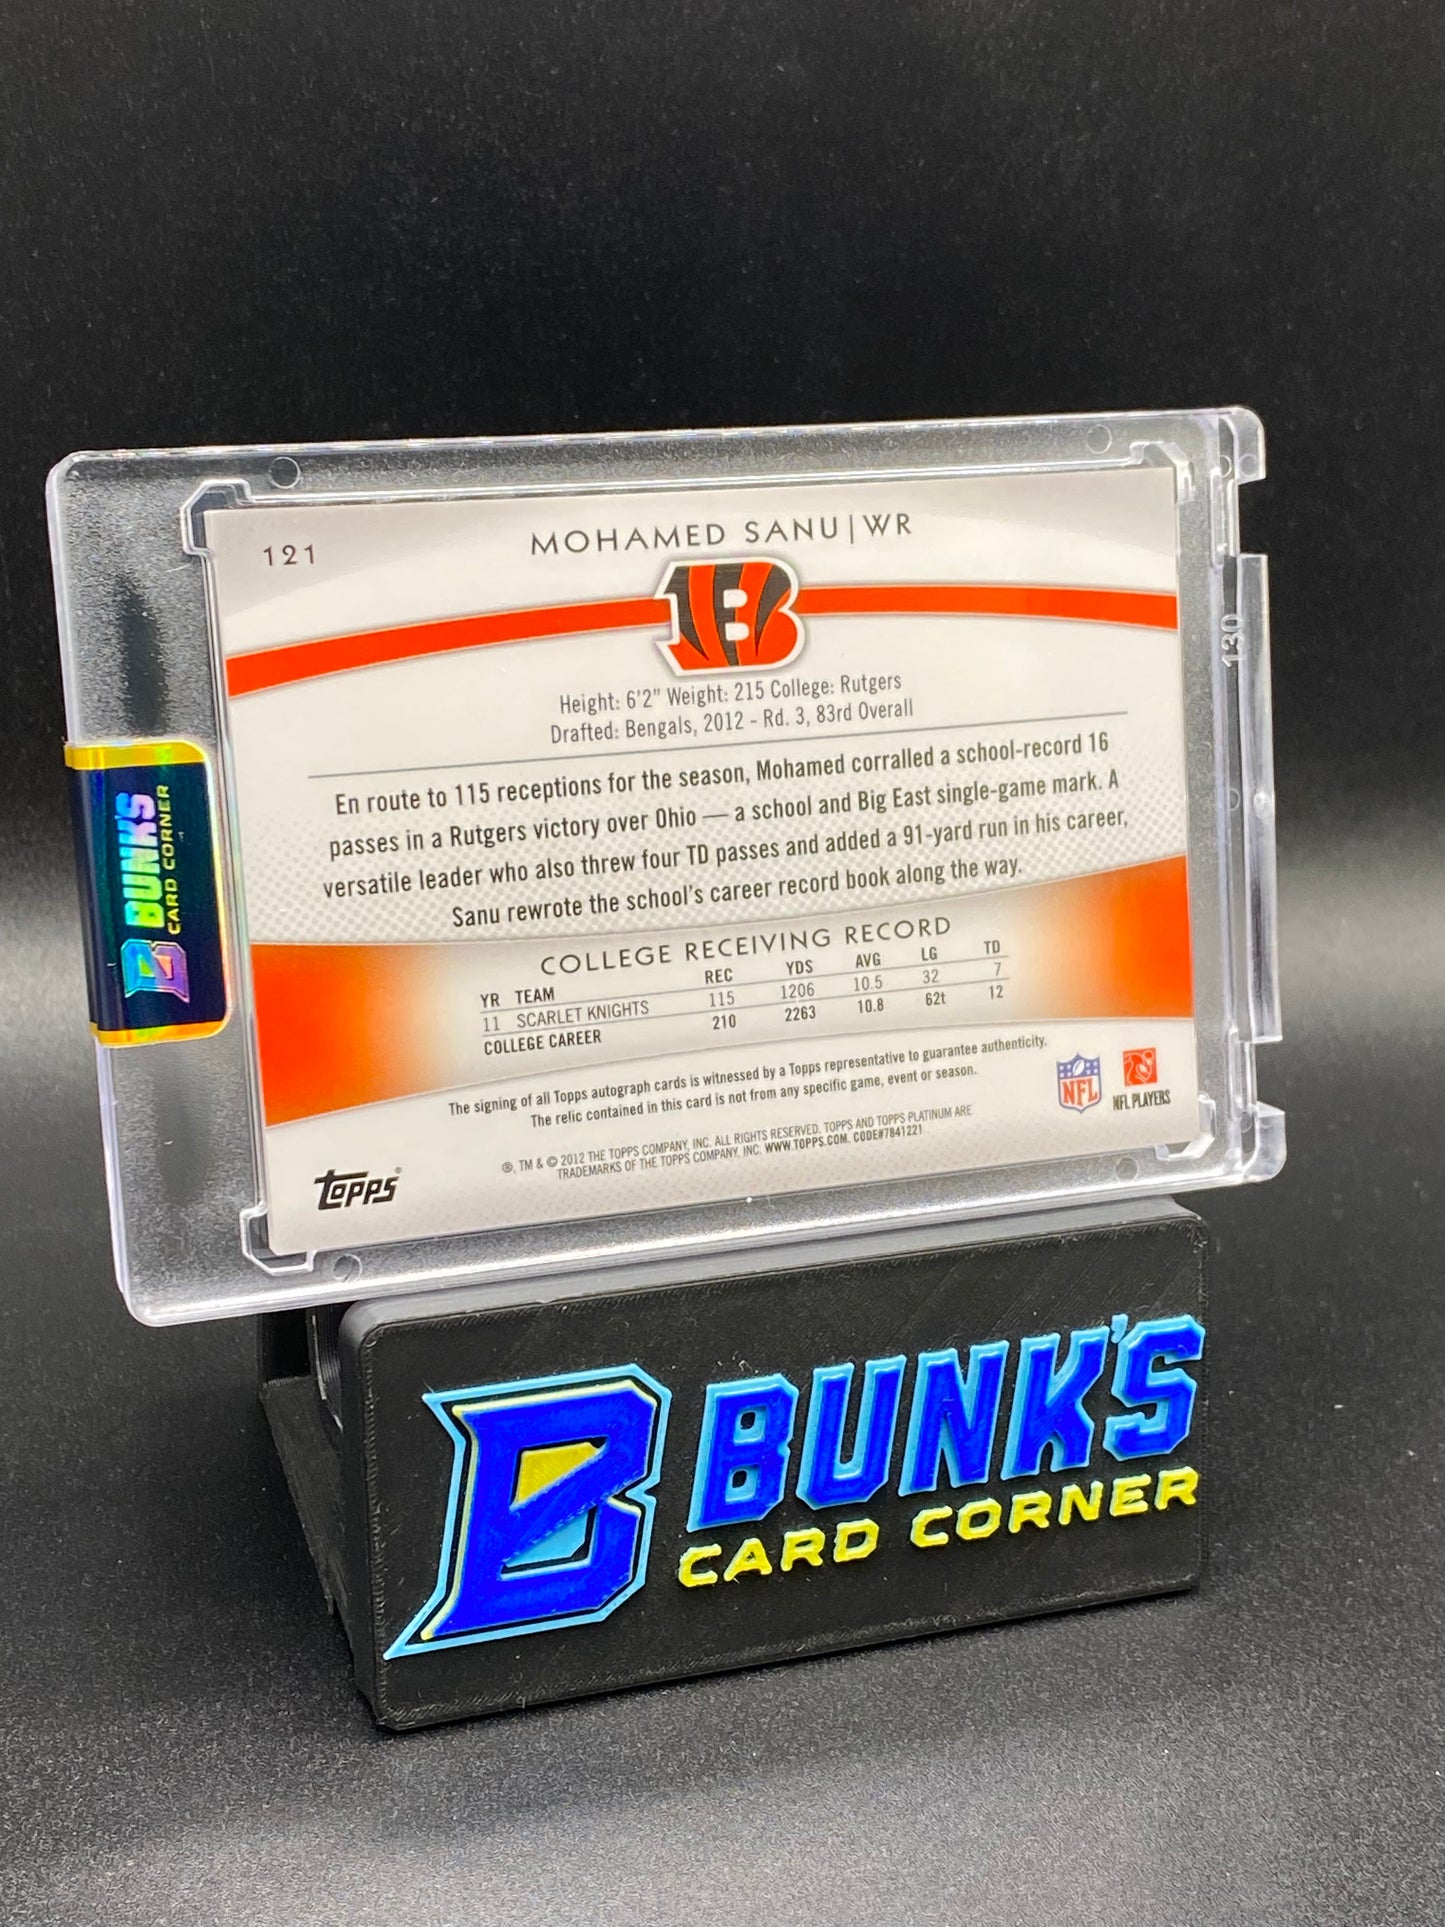 121
MOHAMED SANU|WR
B
Height: 6'2" Weight: 215 College: Rutgers
Drafted: Bengals, 2012 - Rd. 3, 83rd Overall
En route to 115 receptions for the season, Mohamed corralled a school-record 16
passes in a Rutgers victory over Ohio — a school and Big East single-game mark. A
versatile leader who also threw four TD passes and added a 91-yard run in his career,
Sanu rewrote the school's career record book along the way.
COLLEGE RECEIVING RECORD
YR TEAM REC YDS AVG LG TD
11 SCARLET KNIGHTS 115 1206 10.5 32 7
COLLEGE CAREER 210 2263 10.8 62t 12
The signing of all Topps autograph cards is witnessed by a Topps representative to guarantee authenticity.
The relic contained in this card is not from any specific game, event or season.
®, TM & © 2012 THE TOPPS COMPANY, INC. ALL RIGHTS RESERVED. TOPPS AND TOPPS PLATINUM ARE
TRADEMARKS OF THE TOPPS COMPANY, INC. WWW.TOPPS.COM. CODE#7841221
Topps®
NFL
NFL PLAYERS
130
B BUNK'S
CARD CORNER
B BUNK'S
CARD CORNER